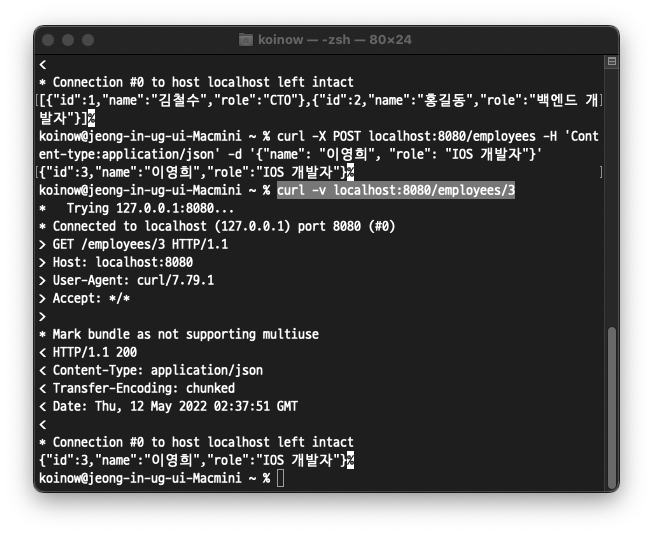 koinow — -zsh — 80×24
<
* Connection #0 to host localhost left intact
[{"id":1,"name":"김철수","role":"CTO"},{"id":2,"name":"홍길동","role":"백엔드 개
발자"}]%
koinow@jeong-in-ug-ui-Macmini ~ % curl -X POST localhost:8080/employees -H 'Cont
ent-type:application/json' -d '{"name": "이영희", "role": "IOS 개발자"}'
{"id":3,"name":"이영희","role":"IOS 개발자"}%
koinow@jeong-in-ug-ui-Macmini ~ % curl -v localhost:8080/employees/3
*   Trying 127.0.0.1:8080...
* Connected to localhost (127.0.0.1) port 8080 (#0)
> GET /employees/3 HTTP/1.1
> Host: localhost:8080
> User-Agent: curl/7.79.1
> Accept: */*
>
* Mark bundle as not supporting multiuse
< HTTP/1.1 200
< Content-Type: application/json
< Transfer-Encoding: chunked
< Date: Thu, 12 May 2022 02:37:51 GMT
<
* Connection #0 to host localhost left intact
{"id":3,"name":"이영희","role":"IOS 개발자"}%
koinow@jeong-in-ug-ui-Macmini ~ %